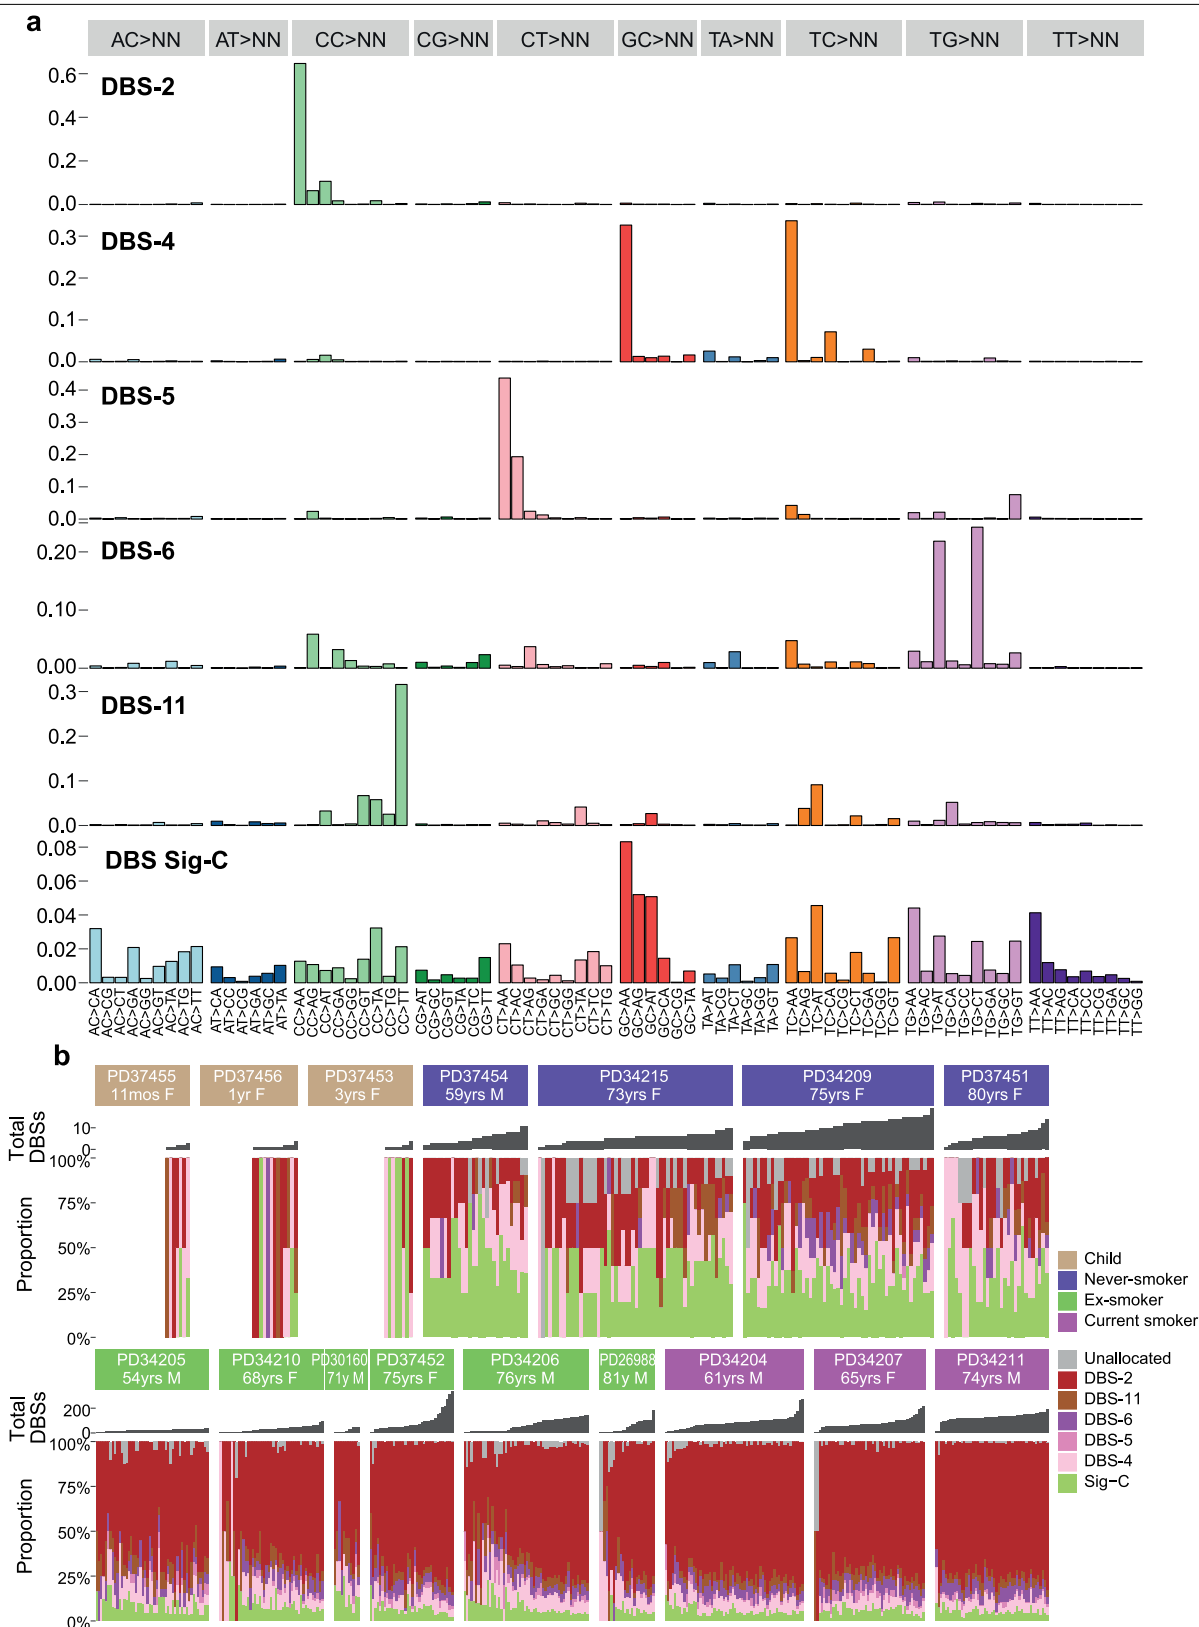 a
AC>NN AT>NN CC>NN CG>NN CT>NN GC>NN TA>NN TC>NN TG>NN TT>NN
DBS-2
0.6
0.4
0.2
0.0
DBS-4
0.3
0.2
0.1
0.0
DBS-5
0.4
0.3
0.2
0.1
0.0
DBS-6
0.20
0.10
0.00
DBS-11
0.3
0.2
0.1
0.0
DBS Sig-C
0.08
0.06
0.04
0.02
0.00
AC>CA AC>CG AC>CT AC>GA AC>GG AC>GT AC>TA AC>TG AC>TT AT>CA AT>CC AT>CG AT>GA AT>GC AT>TA CC>AA CC>AG CC>AT CC>GA CC>GG CC>GT CC>TA CC>TG CC>TT CG>AT CG>GC CG>GT CG>TA CG>TC CG>TT CT>AA CT>AC CT>AG CT>GA CT>GC CT>GG CT>TA CT>TC CT>TG GC>AA GC>AG GC>AT GC>CA GC>CG GC>TA TA>AT TA>CG TA>CT TA>GC TA>GG TA>GT TC>AA TC>AG TC>AT TC>CA TC>CG TC>CT TC>GA TC>GG TC>GT TG>AA TG>AC TG>AT TG>CA TG>CC TG>CT TG>GA TG>GC TG>GT TT>AA TT>AC TT>AG TT>CA TT>CC TT>CG TT>GA TT>GC TT>GG
b
PD37455 PD37456 PD37453 PD37454 PD34215 PD34209 PD37451
11mos F 1yr F 3yrs F 59yrs M 73yrs F 75yrs F 80yrs F
Total
DBSs
10
0
100%
75%
50%
25%
0%
Proportion
Child
Never-smoker
Ex-smoker
Current smoker
PD34205 PD34210 PD30160 PD37452 PD34206 PD26988 PD34204 PD34207 PD34211
54yrs M 68yrs F 71y M 75yrs F 76yrs M 81y M 61yrs M 65yrs F 74yrs M
Total
DBSs
200
0
100%
75%
50%
25%
0%
Proportion
Unallocated
DBS-2
DBS-11
DBS-6
DBS-5
DBS-4
Sig−C